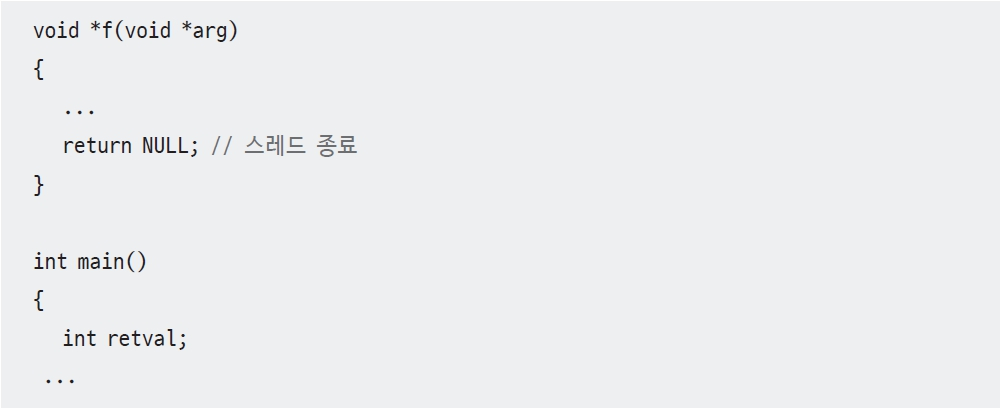 void *f(void *arg)
{
...
return NULL; // 스레드 종료
}
int main()
{
int retval;
...